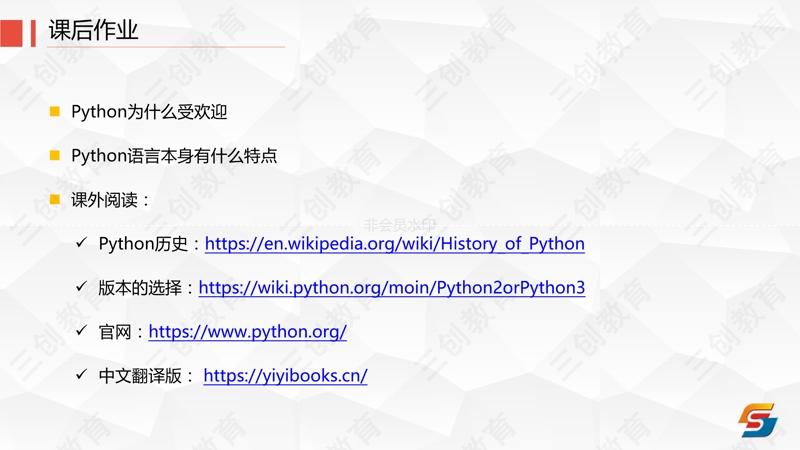 课后作业
Python为什么受欢迎
Python语言本身有什么特点
课外阅读：
非会员水印
Python历史：https://en.wikipedia.org/wiki/History_of_Python
版本的选择：https://wiki.python.org/moin/Python2orPython3
官网：https://www.python.org/
中文翻译版： https://yiyibooks.cn/
三创教育